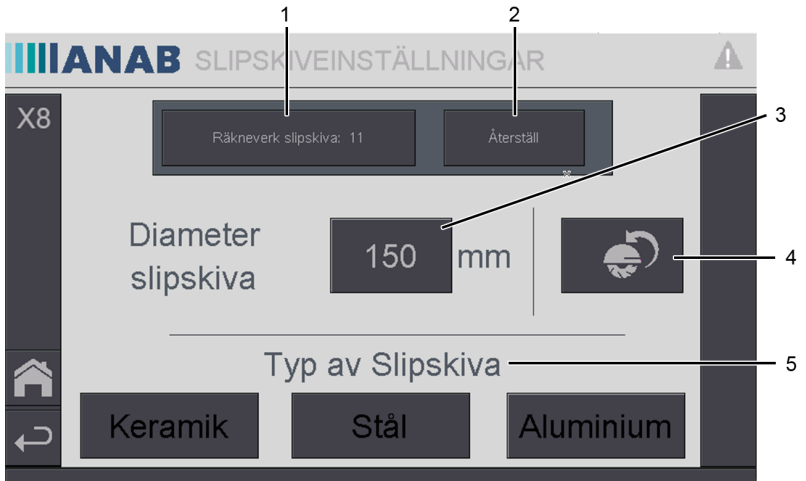 1
2
ANAB SLIPSKIVEINSTÄLLNINGAR
X8
Räkneverk slipskiva: 11
Återställ
3
Diameter
slipskiva
150 mm
4
Typ av Slipskiva
5
Keramik
Stål
Aluminium